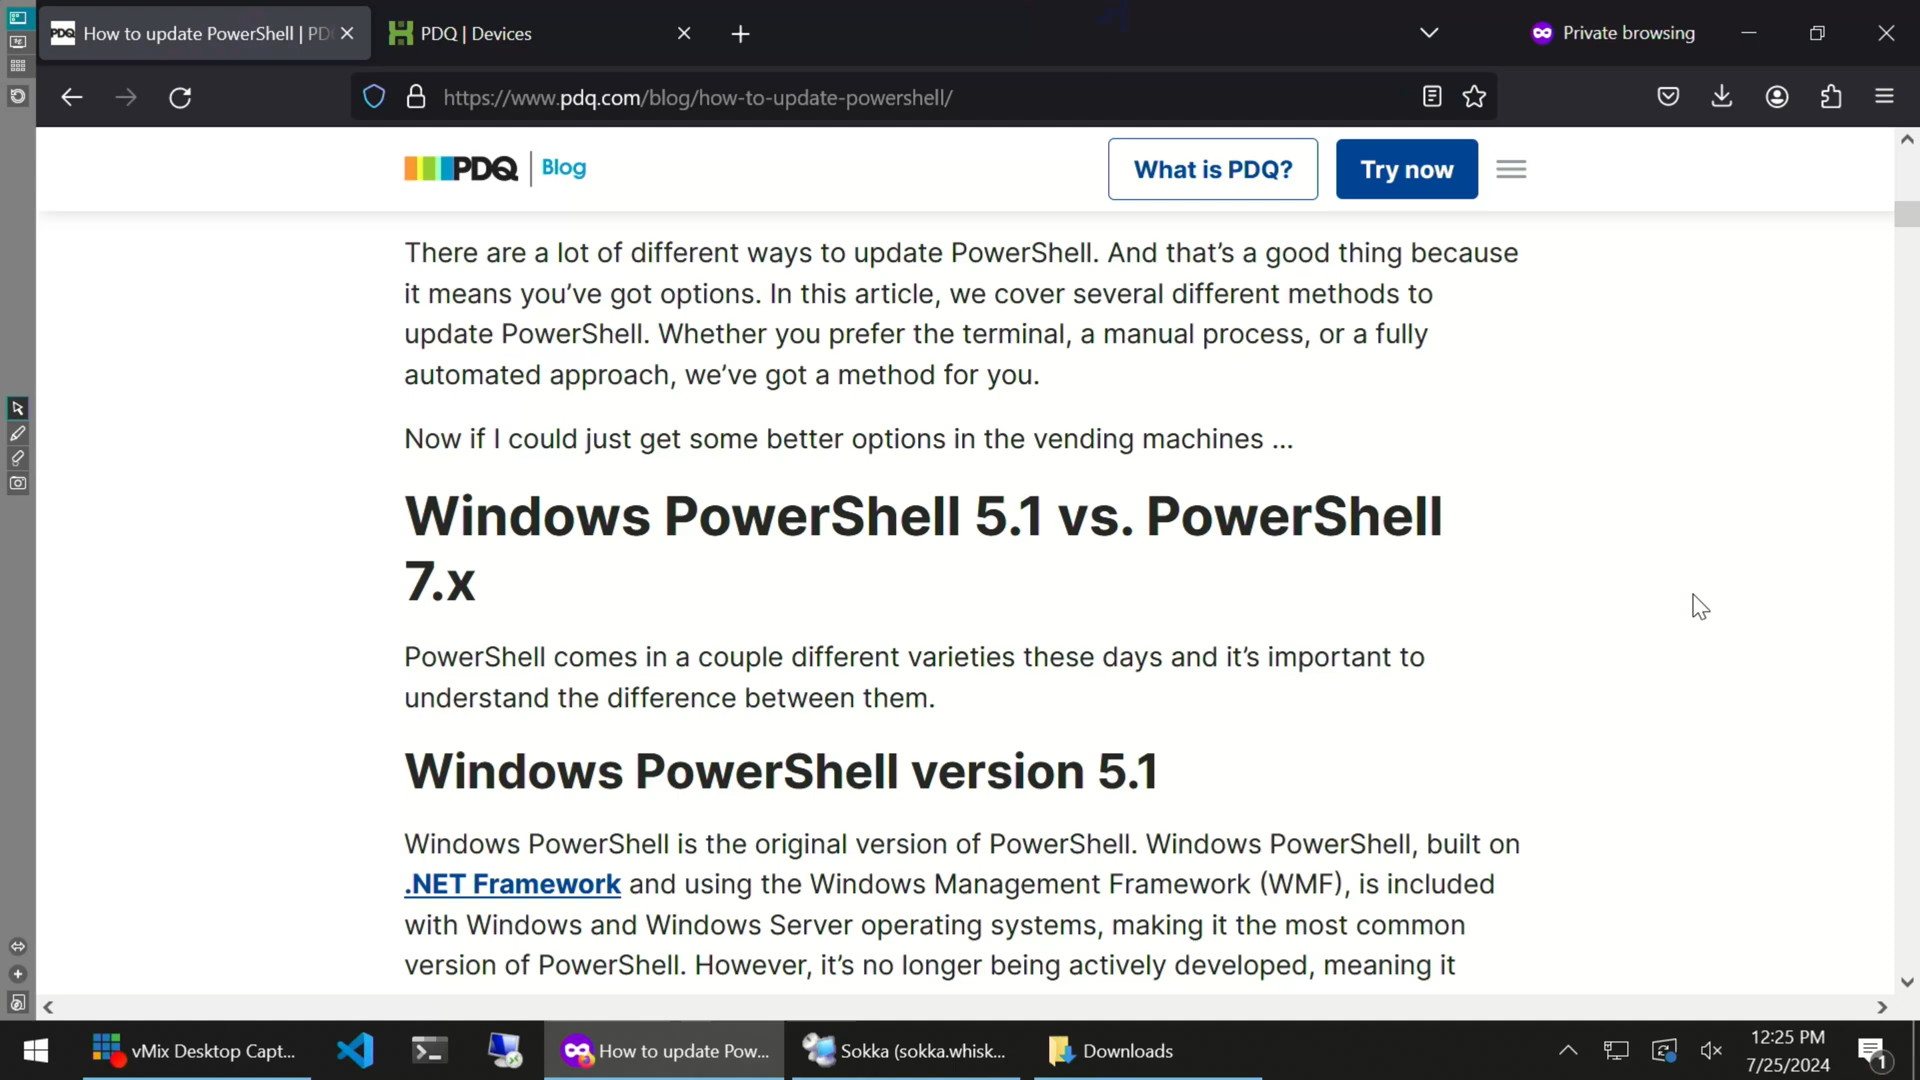 How to update PowerShell | PD
PDQ | Devices
Private browsing
https://www.pdq.com/blog/how-to-update-powershell/
PDQ | Blog
What is PDQ?
Try now
There are a lot of different ways to update PowerShell. And that’s a good thing because
it means you’ve got options. In this article, we cover several different methods to
update PowerShell. Whether you prefer the terminal, a manual process, or a fully
automated approach, we’ve got a method for you.
Now if I could just get some better options in the vending machines ...
Windows PowerShell 5.1 vs. PowerShell
7.x
PowerShell comes in a couple different varieties these days and it’s important to
understand the difference between them.
Windows PowerShell version 5.1
Windows PowerShell is the original version of PowerShell. Windows PowerShell, built on
.NET Framework and using the Windows Management Framework (WMF), is included
with Windows and Windows Server operating systems, making it the most common
version of PowerShell. However, it’s no longer being actively developed, meaning it
vMix Desktop Capt...
How to update Pow...
Sokka (sokka.whisk...
Downloads
12:25 PM
7/25/2024
1